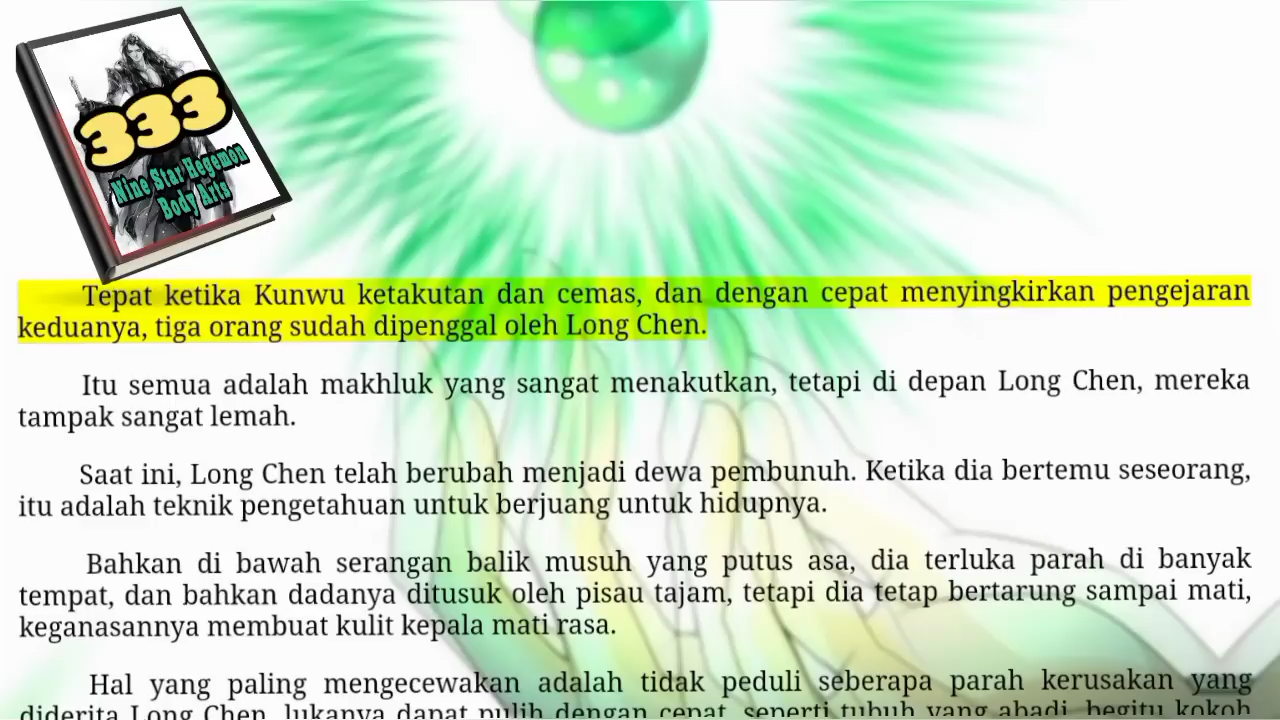 333
Nine Star Hegemon
Body Arts
Tepat ketika Kunwu ketakutan dan cemas, dan dengan cepat menyingkirkan pengejaran
keduanya, tiga orang sudah dipenggal oleh Long Chen.
Itu semua adalah makhluk yang sangat menakutkan, tetapi di depan Long Chen, mereka
tampak sangat lemah.
Saat ini, Long Chen telah berubah menjadi dewa pembunuh. Ketika dia bertemu seseorang,
itu adalah teknik pengetahuan untuk berjuang untuk hidupnya.
Bahkan di bawah serangan balik musuh yang putus asa, dia terluka parah di banyak
tempat, dan bahkan dadanya ditusuk oleh pisau tajam, tetapi dia tetap bertarung sampai mati,
keganasannya membuat kulit kepala mati rasa.
Hal yang paling mengecewakan adalah tidak peduli seberapa parah kerusakan yang
diderita Long Chen, lukanya dapat pulih dengan cepat, seperti tubuh yang abadi, begitu kokoh